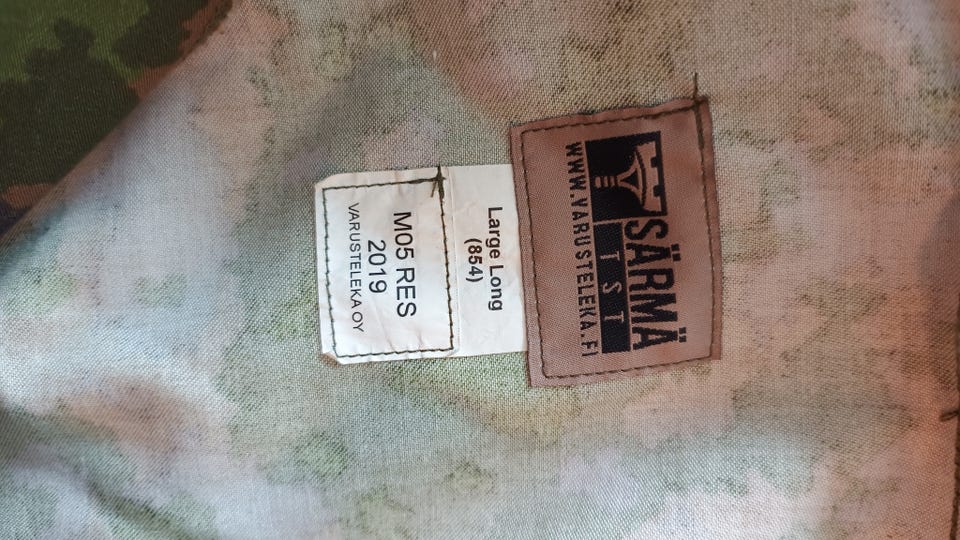 SÄRMÄ
TST
WWW.VARUSTELEKA.FI
Large Long
(854)
M05 RES
2019
VARUSTELEKA OY